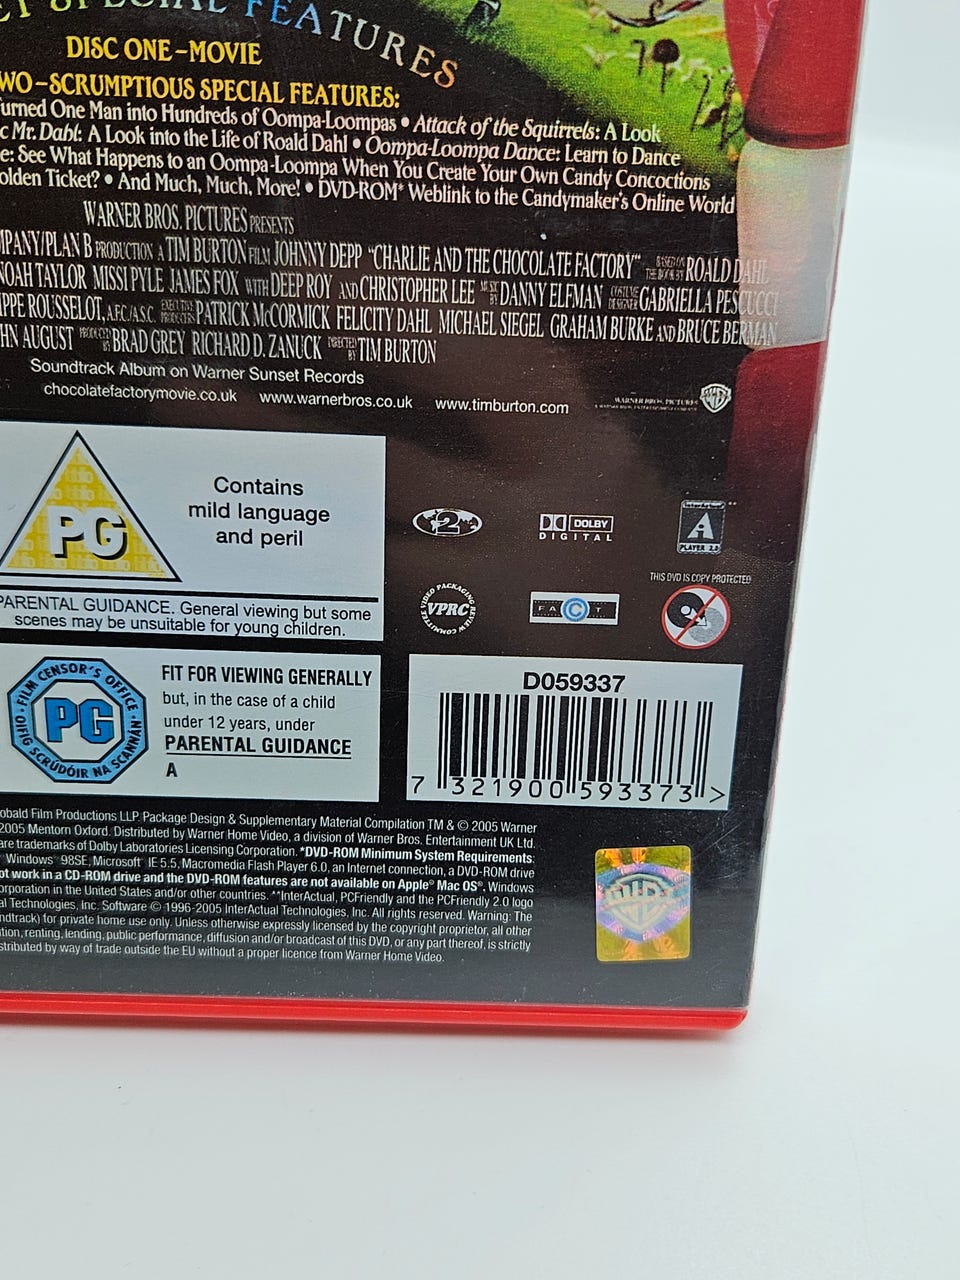 SPECIAL FEATURES
DISC ONE–MOVIE
WO–SCRUMPTIOUS SPECIAL FEATURES:
urned One Man into Hundreds of Oompa-Loompas • Attack of the Squirrels: A Look
c Mr. Dahl: A Look into the Life of Roald Dahl • Oompa-Loompa Dance: Learn to Dance
e: See What Happens to an Oompa-Loompa When You Create Your Own Candy Concoctions
olden Ticket? • And Much, Much, More! • DVD-ROM* Weblink to the Candymaker's Online World
WARNER BROS. PICTURES PRESENTS
MPANY/PLAN B PRODUCTION A TIM BURTON FILM JOHNNY DEPP "CHARLIE AND THE CHOCOLATE FACTORY" BASED ON THE BOOK BY ROALD DAHL
NOAH TAYLOR MISSI PYLE JAMES FOX WITH DEEP ROY AND CHRISTOPHER LEE MUSIC BY DANNY ELFMAN COSTUME DESIGNER GABRIELLA PESCUCCI
IPPE ROUSSELOT, A.F.C./A.S.C. EXECUTIVE PRODUCERS PATRICK McCORMICK FELICITY DAHL MICHAEL SIEGEL GRAHAM BURKE AND BRUCE BERMAN
HN AUGUST PRODUCED BY BRAD GREY RICHARD D. ZANUCK DIRECTED BY TIM BURTON
Soundtrack Album on Warner Sunset Records
chocolatefactorymovie.co.uk www.warnerbros.co.uk www.timburton.com
WARNER BROS. PICTURES
WB
PG
Contains
mild language
and peril
PARENTAL GUIDANCE. General viewing but some
scenes may be unsuitable for young children.
2
DOLBY
DIGITAL
InterActual
A
PLAYER 2.0
**
THIS DVD IS COPY PROTECTED
VIDEO PACKAGING REVIEW COMMITTEE
VPRC
FACT
FILM CENSOR'S OFFICE
PG
OIFIG SCRÚDÓIR NA SCANNÁN
FIT FOR VIEWING GENERALLY
but, in the case of a child
under 12 years, under
PARENTAL GUIDANCE
A
D059337
7 321900 593373 >
obald Film Productions LLP. Package Design & Supplementary Material Compilation TM & © 2005 Warner
2005 Mentorn Oxford. Distributed by Warner Home Video, a division of Warner Bros. Entertainment UK Ltd.
are trademarks of Dolby Laboratories Licensing Corporation. *DVD-ROM Minimum System Requirements:
Windows 98SE, Microsoft IE 5.5, Macromedia Flash Player 6.0, an Internet connection, a DVD-ROM drive
ot work in a CD-ROM drive and the DVD-ROM features are not available on Apple® Mac OS®. Windows
orporation in the United States and/or other countries. **InterActual, PCFriendly and the PCFriendly 2.0 logo
al Technologies, Inc. Software © 1996-2005 InterActual Technologies, Inc. All rights reserved. Warning: The
ndtrack) for private home use only. Unless otherwise expressly licensed by the copyright proprietor, all other
tion, renting, lending, public performance, diffusion and/or broadcast of this DVD, or any part thereof, is strictly
stributed by way of trade outside the EU without a proper licence from Warner Home Video.
WB